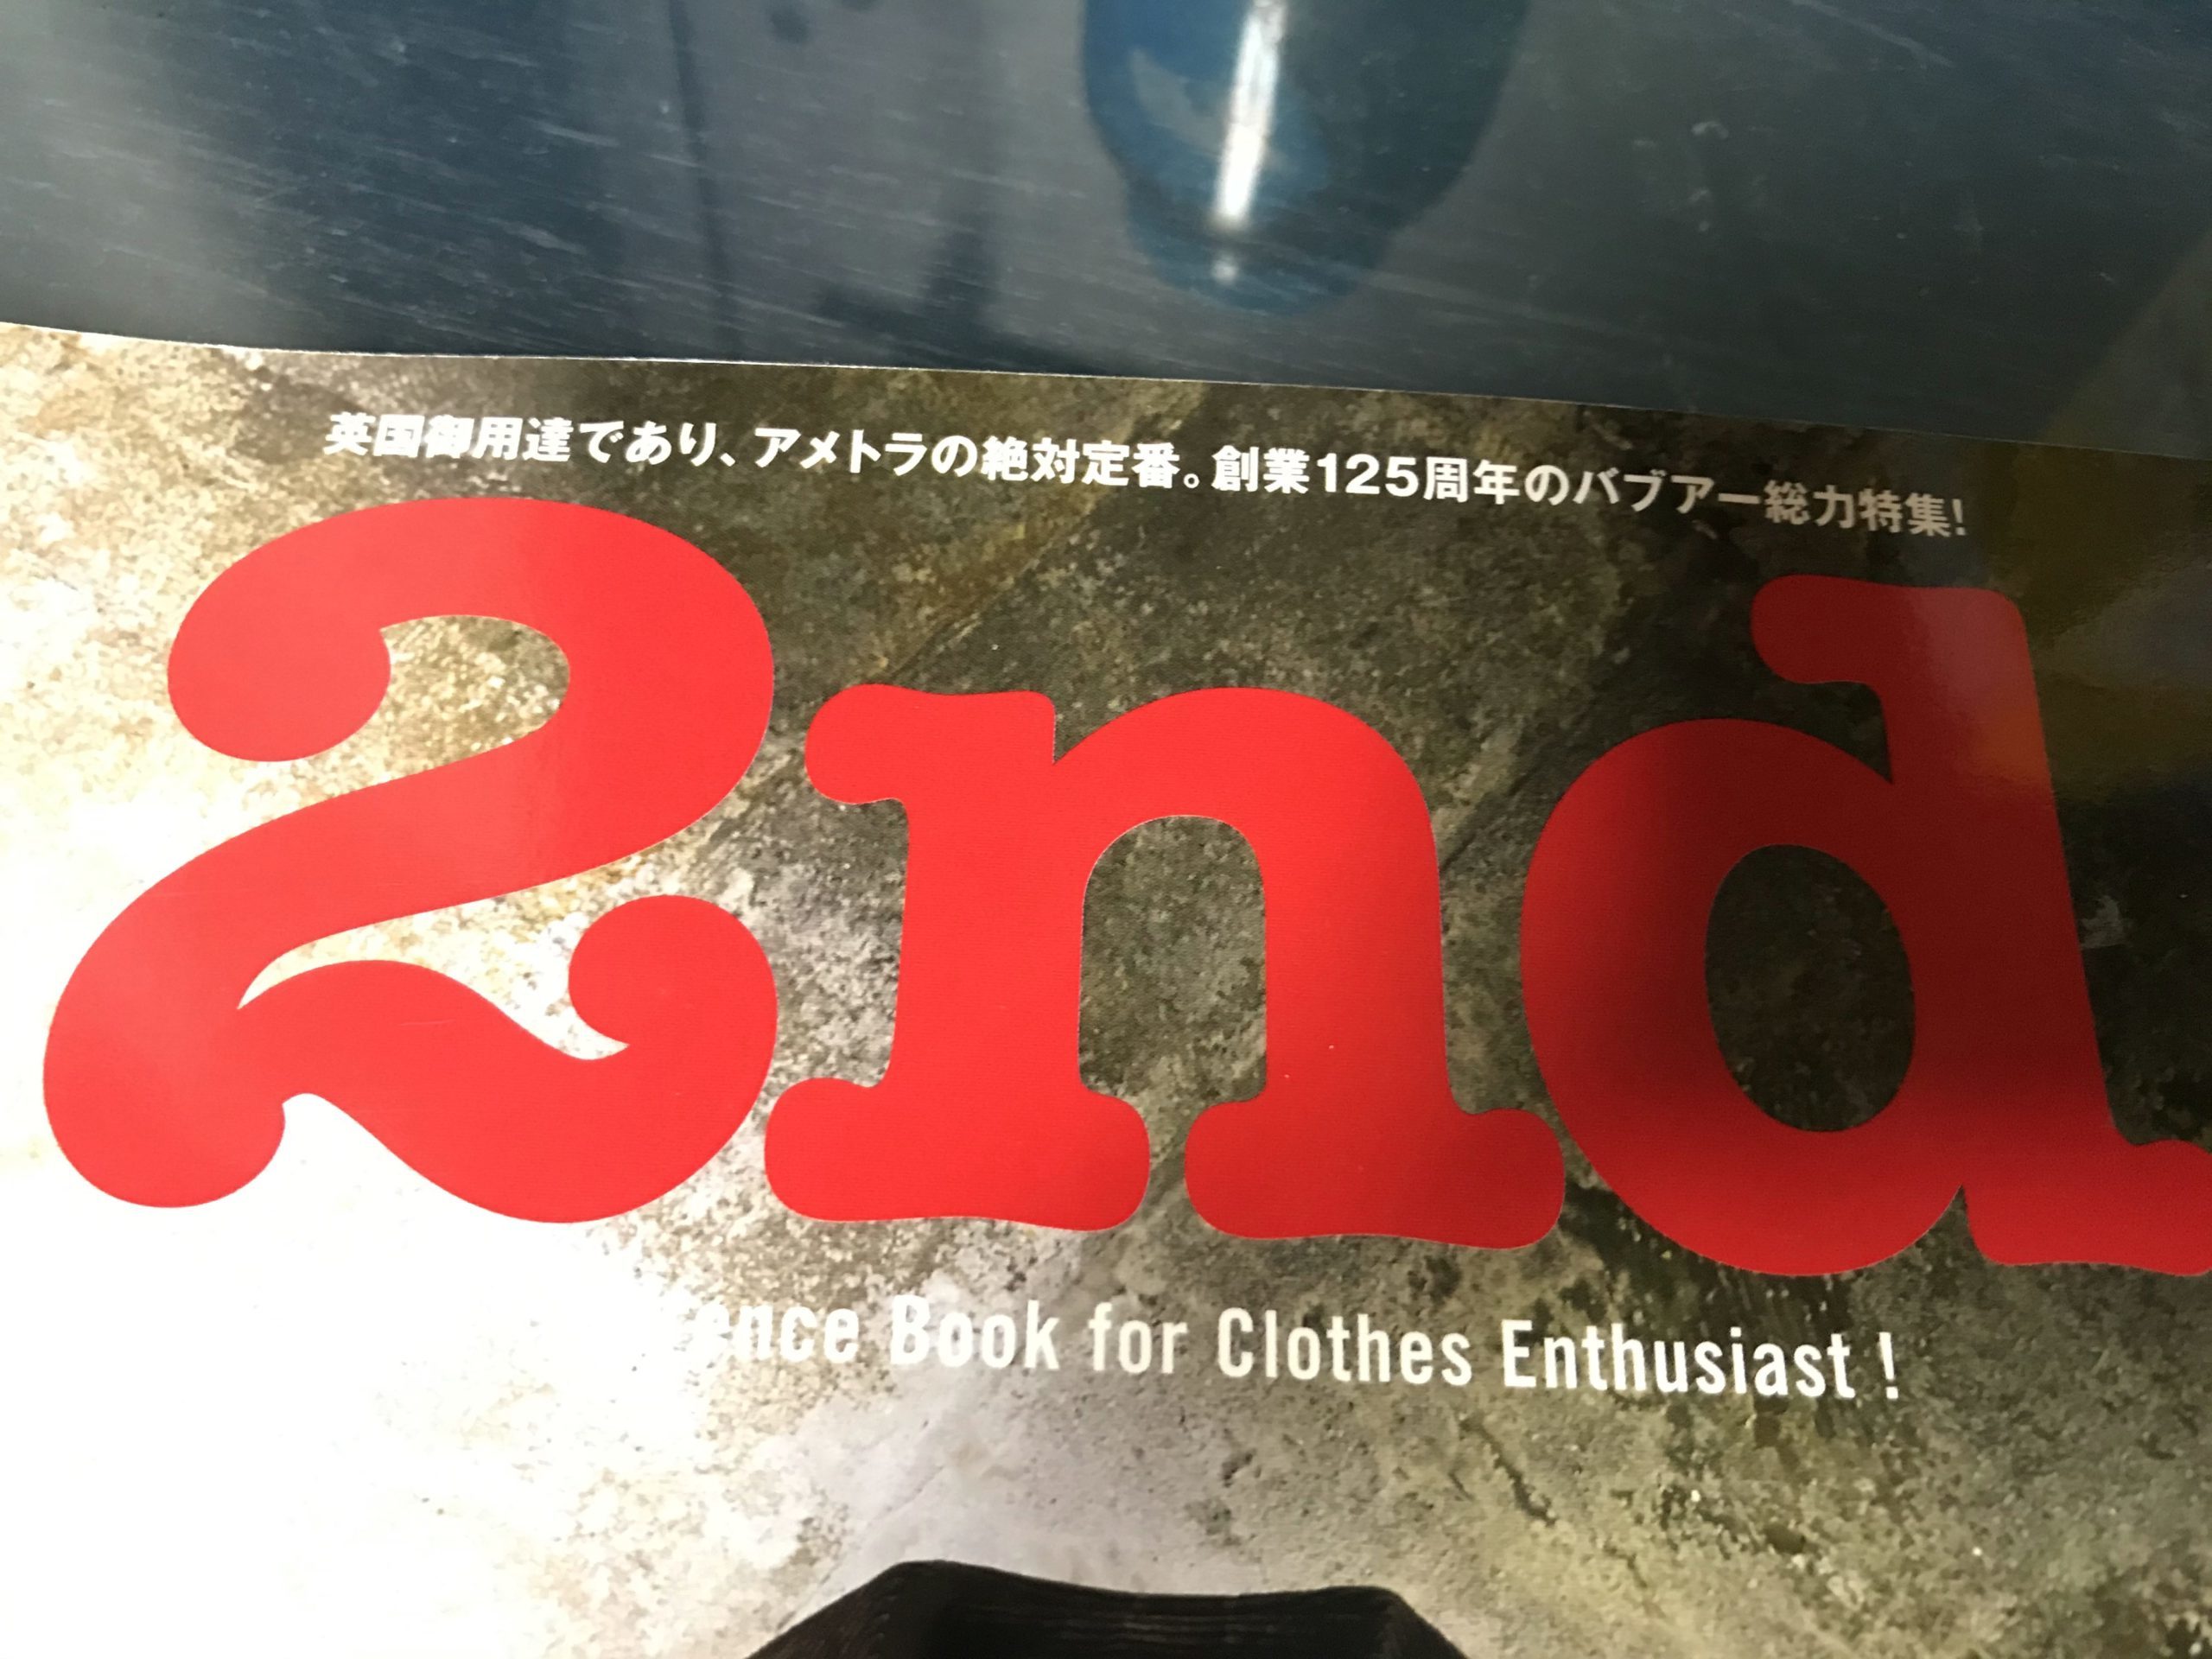 英国御用達であり、アメトラの絶対定番。創業125周年のバブアー総力特集!
2nd
Book for Clothes Enthusiast !